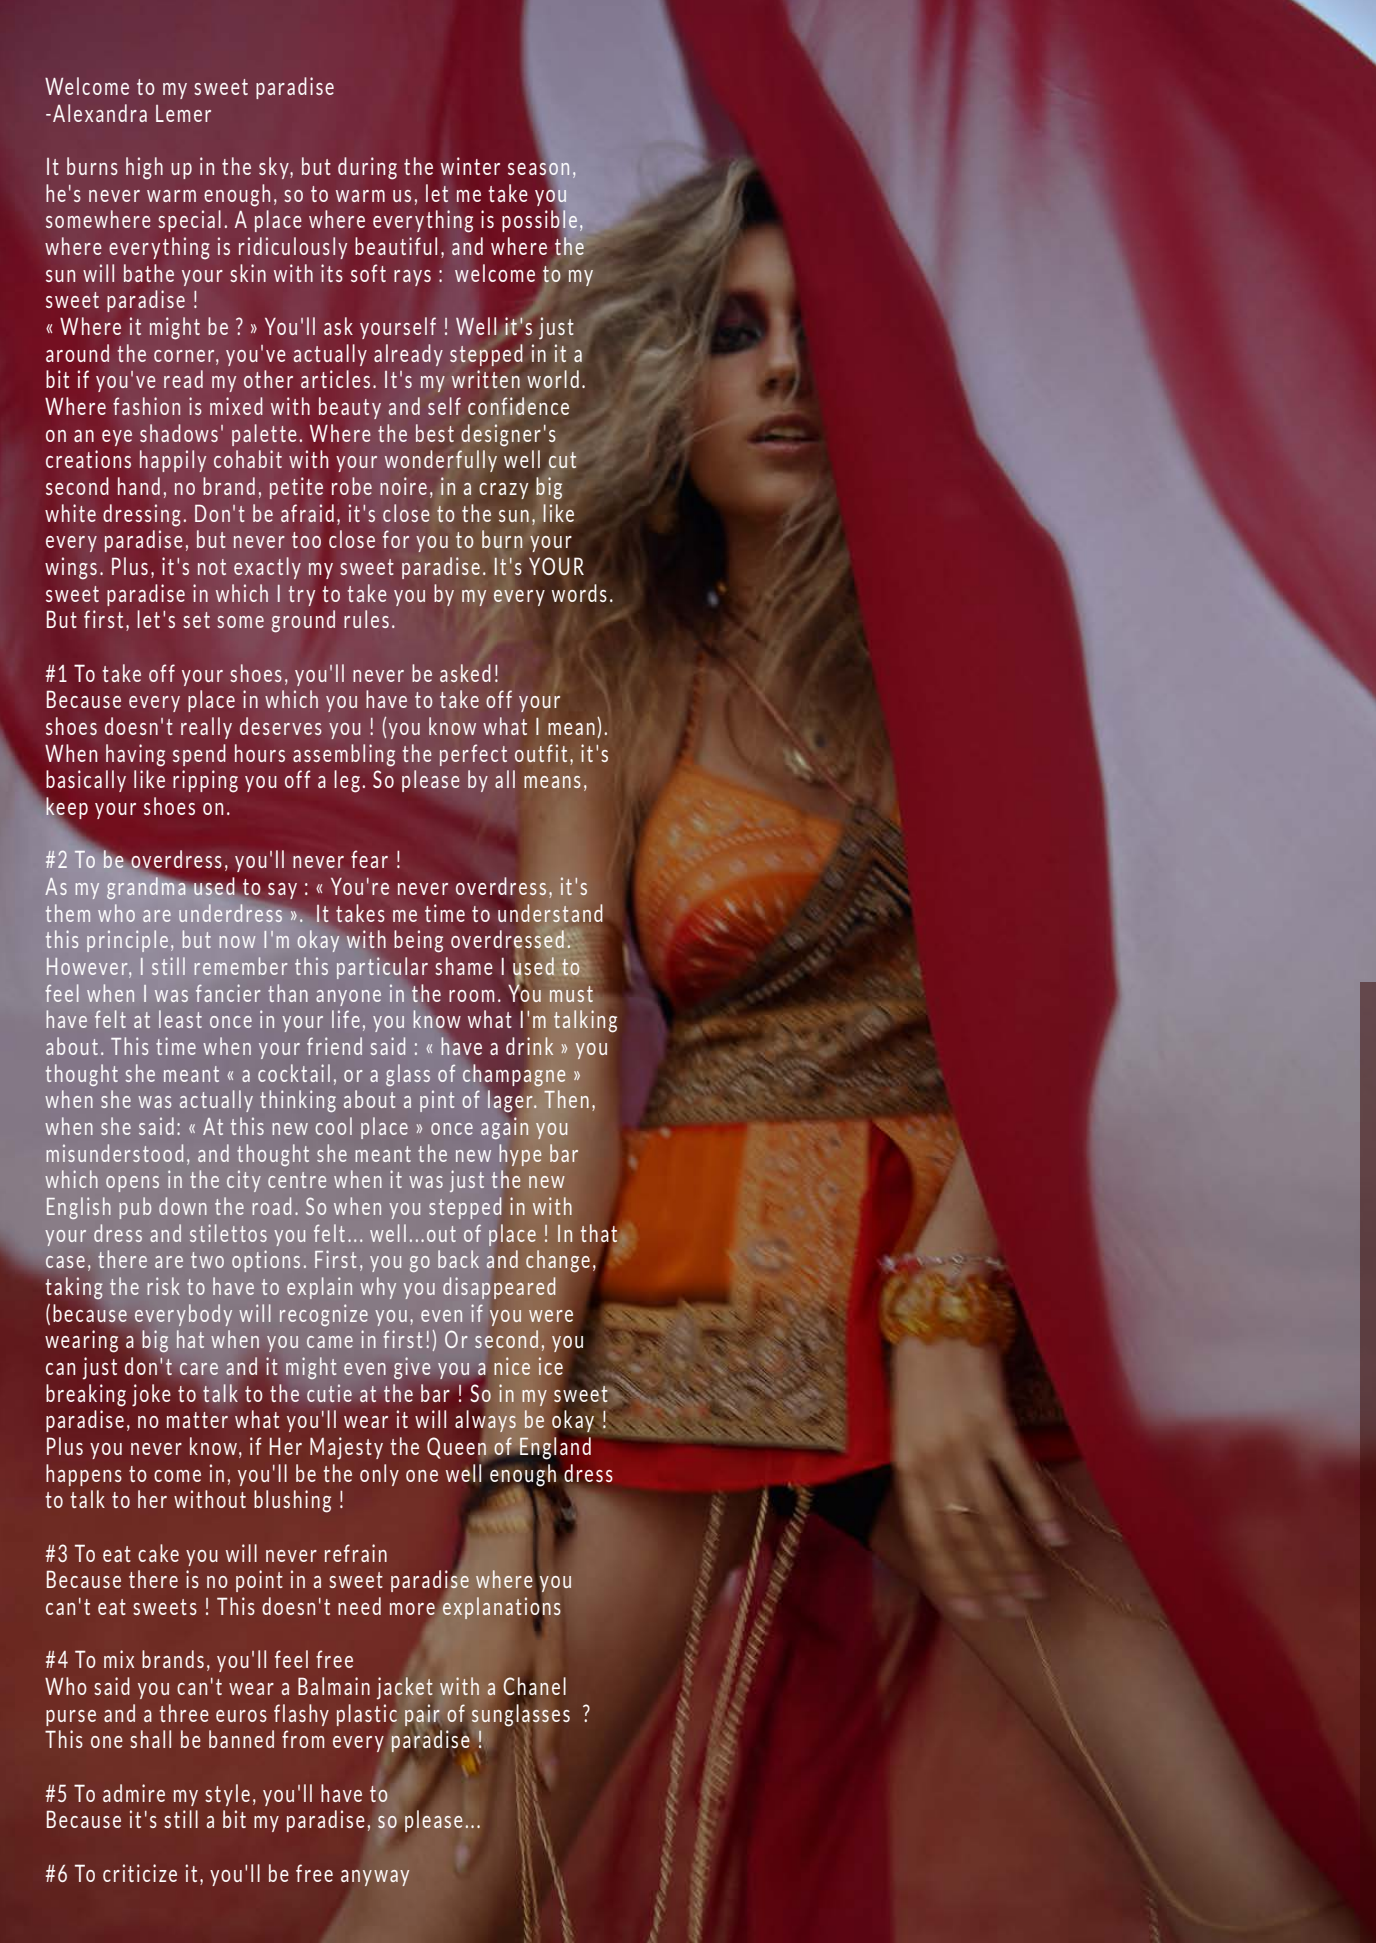 Welcome to my sweet paradise
-Alexandra Lemer
It burns high up in the sky, but during the winter season,
he's never warm enough, so to warm us, let me take you
somewhere special. A place where everything is possible,
where everything is ridiculously beautiful, and where the
sun will bathe your skin with its soft rays :  welcome to my
sweet paradise !
« Where it might be ? » You'll ask yourself ! Well it's just
around the corner, you've actually already stepped in it a
bit if you've read my other articles. It's my written world.
Where fashion is mixed with beauty and self confidence
on an eye shadows' palette. Where the best designer's
creations happily cohabit with your wonderfully well cut
second hand, no brand, petite robe noire, in a crazy big
white dressing. Don't be afraid, it's close to the sun, like
every paradise, but never too close for you to burn your
wings. Plus, it's not exactly my sweet paradise. It's YOUR
sweet paradise in which I try to take you by my every words.
But first, let's set some ground rules.
#1 To take off your shoes, you'll never be asked!
Because every place in which you have to take off your
shoes doesn't really deserves you ! (you know what I mean).
When having spend hours assembling the perfect outfit, it's
basically like ripping you off a leg. So please by all means,
keep your shoes on.
#2 To be overdress, you'll never fear !
As my grandma used to say : « You're never overdress, it's
them who are underdress ».  It takes me time to understand
this principle, but now I'm okay with being overdressed.
However, I still remember this particular shame I used to
feel when I was fancier than anyone in the room. You must
have felt at least once in your life, you know what I'm talking
about. This time when your friend said : « have a drink » you
thought she meant « a cocktail, or a glass of champagne »
when she was actually thinking about a pint of lager. Then,
when she said: « At this new cool place » once again you
misunderstood, and thought she meant the new hype bar
which opens in the city centre when it was just the new
English pub down the road. So when you stepped in with
your dress and stilettos you felt... well...out of place ! In that
case, there are two options. First, you go back and change,
taking the risk to have to explain why you disappeared
(because everybody will recognize you, even if you were
wearing a big hat when you came in first!) Or second, you
can just don't care and it might even give you a nice ice
breaking joke to talk to the cutie at the bar ! So in my sweet
paradise, no matter what you'll wear it will always be okay !
Plus you never know, if Her Majesty the Queen of England
happens to come in, you'll be the only one well enough dress
to talk to her without blushing !
#3 To eat cake you will never refrain
Because there is no point in a sweet paradise where you
can't eat sweets ! This doesn't need more explanations
#4 To mix brands, you'll feel free
Who said you can't wear a Balmain jacket with a Chanel
purse and a three euros flashy plastic pair of sunglasses  ?
This one shall be banned from every paradise !
#5 To admire my style, you'll have to
Because it's still a bit my paradise, so please...
#6 To criticize it, you'll be free anyway